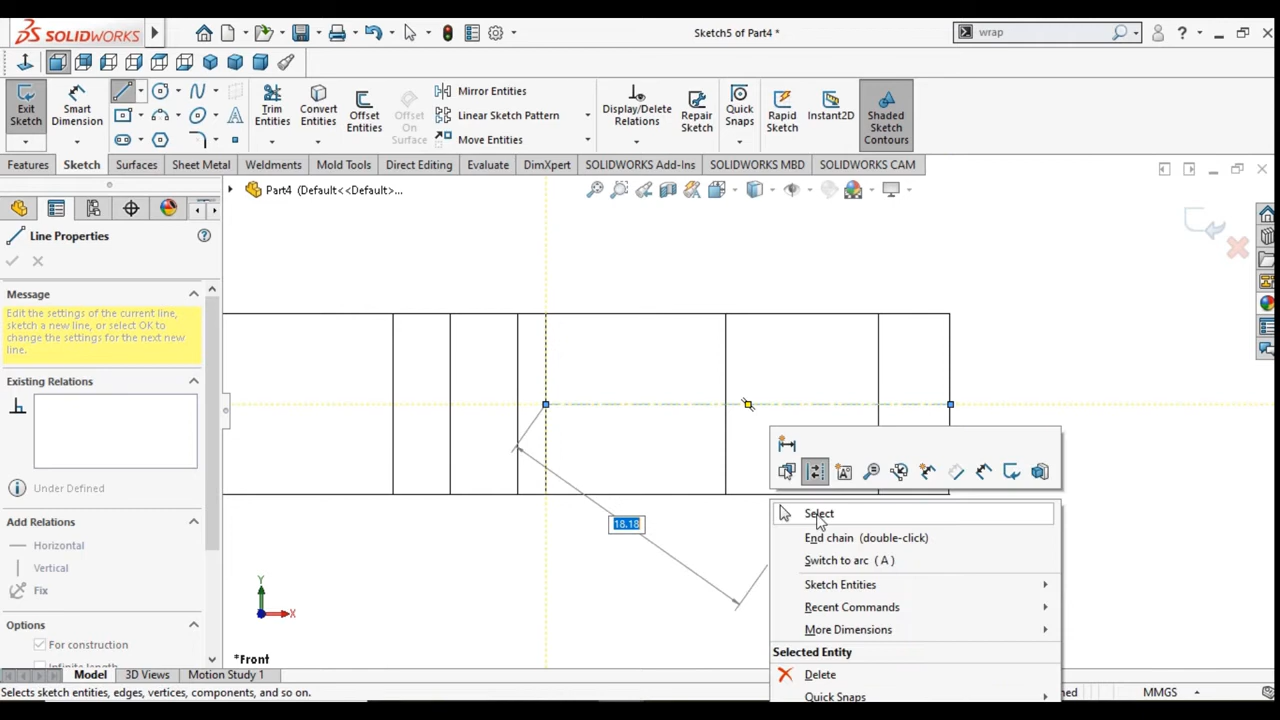 SOLIDWORKS
Sketch5 of Part4 *
wrap
?
Exit Sketch
Smart Dimension
Trim Entities
Convert Entities
Offset Entities
Offset On Surface
Mirror Entities
Linear Sketch Pattern
Move Entities
Display/Delete Relations
Repair Sketch
Quick Snaps
Rapid Sketch
Instant2D
Shaded Sketch Contours
Features
Sketch
Surfaces
Sheet Metal
Weldments
Mold Tools
Direct Editing
Evaluate
DimXpert
SOLIDWORKS Add-Ins
SOLIDWORKS MBD
SOLIDWORKS CAM
Part4 (Default<<Default>...
Line Properties
?
Message
Edit the settings of the current line,
sketch a new line, or select OK to
change the settings for the next new
line.
Existing Relations
Under Defined
Add Relations
Horizontal
Vertical
Fix
Options
For construction
Infinite length
18.18
Select
End chain (double-click)
Switch to arc ( A )
Sketch Entities
Recent Commands
More Dimensions
Selected Entity
Delete
Quick Snaps
Y
X
*Front
Model
3D Views
Motion Study 1
Selects sketch entities, edges, vertices, components, and so on.
MMGS